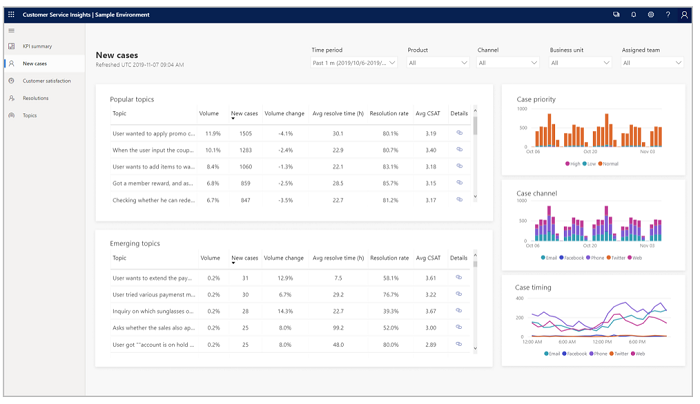 Customer Service Insights | Sample Environment
KPI summary
New cases
Customer satisfaction
Resolutions
Topics
New cases
Refreshed UTC 2019-11-07 09:04 AM
Time period Product Channel Business unit Assigned team
Past 1 m (2019/10/6-2019/... All All All All
Popular topics
Topic Volume New cases Volume change Avg resolve time (h) Resolution rate Avg CSAT Details
User wanted to apply promo c... 11.9% 1505 -4.1% 30.1 80.1% 3.19
When the user input the coup... 10.1% 1283 -2.4% 22.9 80.7% 3.40
User wants to add items to wa... 8.4% 1060 -1.3% 22.1 83.1% 3.18
Got a member reward, and as... 6.8% 859 -2.5% 28.5 85.7% 3.15
Checking whether he can rede... 6.7% 847 -3.5% 22.7 81.2% 3.17
Emerging topics
Topic Volume New cases Volume change Avg resolve time (h) Resolution rate Avg CSAT Details
User wants to extend the pay... 0.2% 31 12.9% 7.5 58.1% 3.61
User tried various paymemst m... 0.2% 30 6.7% 29.2 76.7% 3.22
Inquiry on which sunglasses o... 0.2% 28 14.3% 22.7 39.3% 3.67
Asks whether the sales also ap... 0.2% 25 8.0% 99.2 52.0% 3.00
User got ""account is on hold ... 0.2% 25 8.0% 48.0 80.0% 2.89
Case priority
1000
500
0
Oct 06 Oct 20 Nov 03
High Low Normal
Case channel
1000
500
0
Oct 06 Oct 20 Nov 03
Email Facebook Phone Twitter Web
Case timing
400
200
0
12:00 AM 6:00 AM 12:00 PM 6:00 PM
Email Facebook Phone Twitter Web